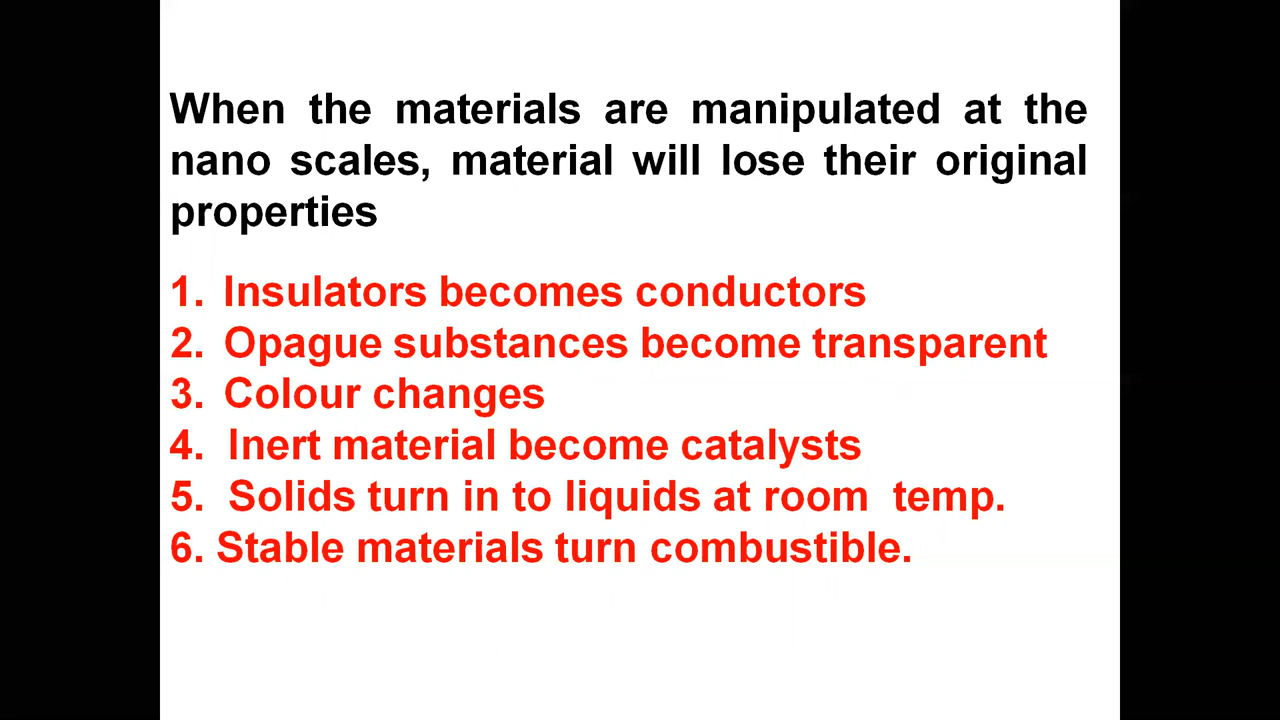 When the materials are manipulated at the
nano scales, material will lose their original
properties
1. Insulators becomes conductors
2. Opague substances become transparent
3. Colour changes
4. Inert material become catalysts
5. Solids turn in to liquids at room temp.
6. Stable materials turn combustible.